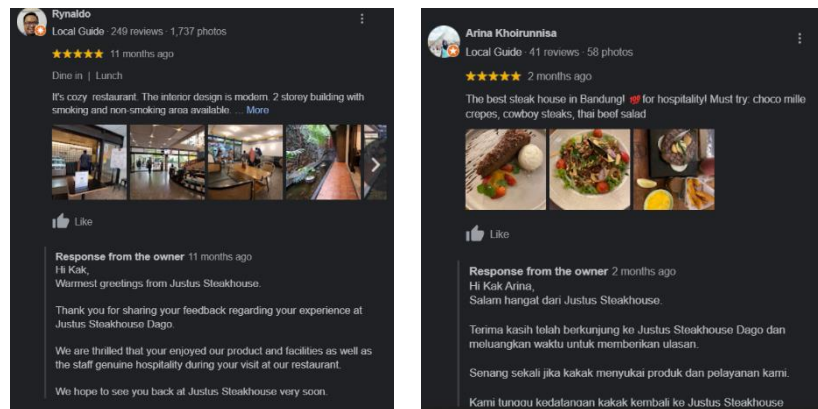 Rynaldo
Local Guide · 249 reviews · 1,737 photos
11 months ago
Dine in | Lunch
It's cozy restaurant. The interior design is modern. 2 storey building with
smoking and non-smoking area available. ... More
Like
Response from the owner 11 months ago
Hi Kak,
Warmest greetings from Justus Steakhouse.
Thank you for sharing your feedback regarding your experience at
Justus Steakhouse Dago.
We are thrilled that your enjoyed our product and facilities as well as
the staff genuine hospitality during your visit at our restaurant.
We hope to see you back at Justus Steakhouse very soon.
Arina Khoirunnisa
Local Guide · 41 reviews · 58 photos
2 months ago
The best steak house in Bandung! 💯 for hospitality! Must try: choco mille
crepes, cowboy steaks, thai beef salad
Like
Response from the owner 2 months ago
Hi Kak Arina,
Salam hangat dari Justus Steakhouse.
Terima kasih telah berkunjung ke Justus Steakhouse Dago dan
meluangkan waktu untuk memberikan ulasan.
Senang sekali jika kakak menyukai produk dan pelayanan kami.
Kami tunggu kedatangan kakak kembali ke Justus Steakhouse